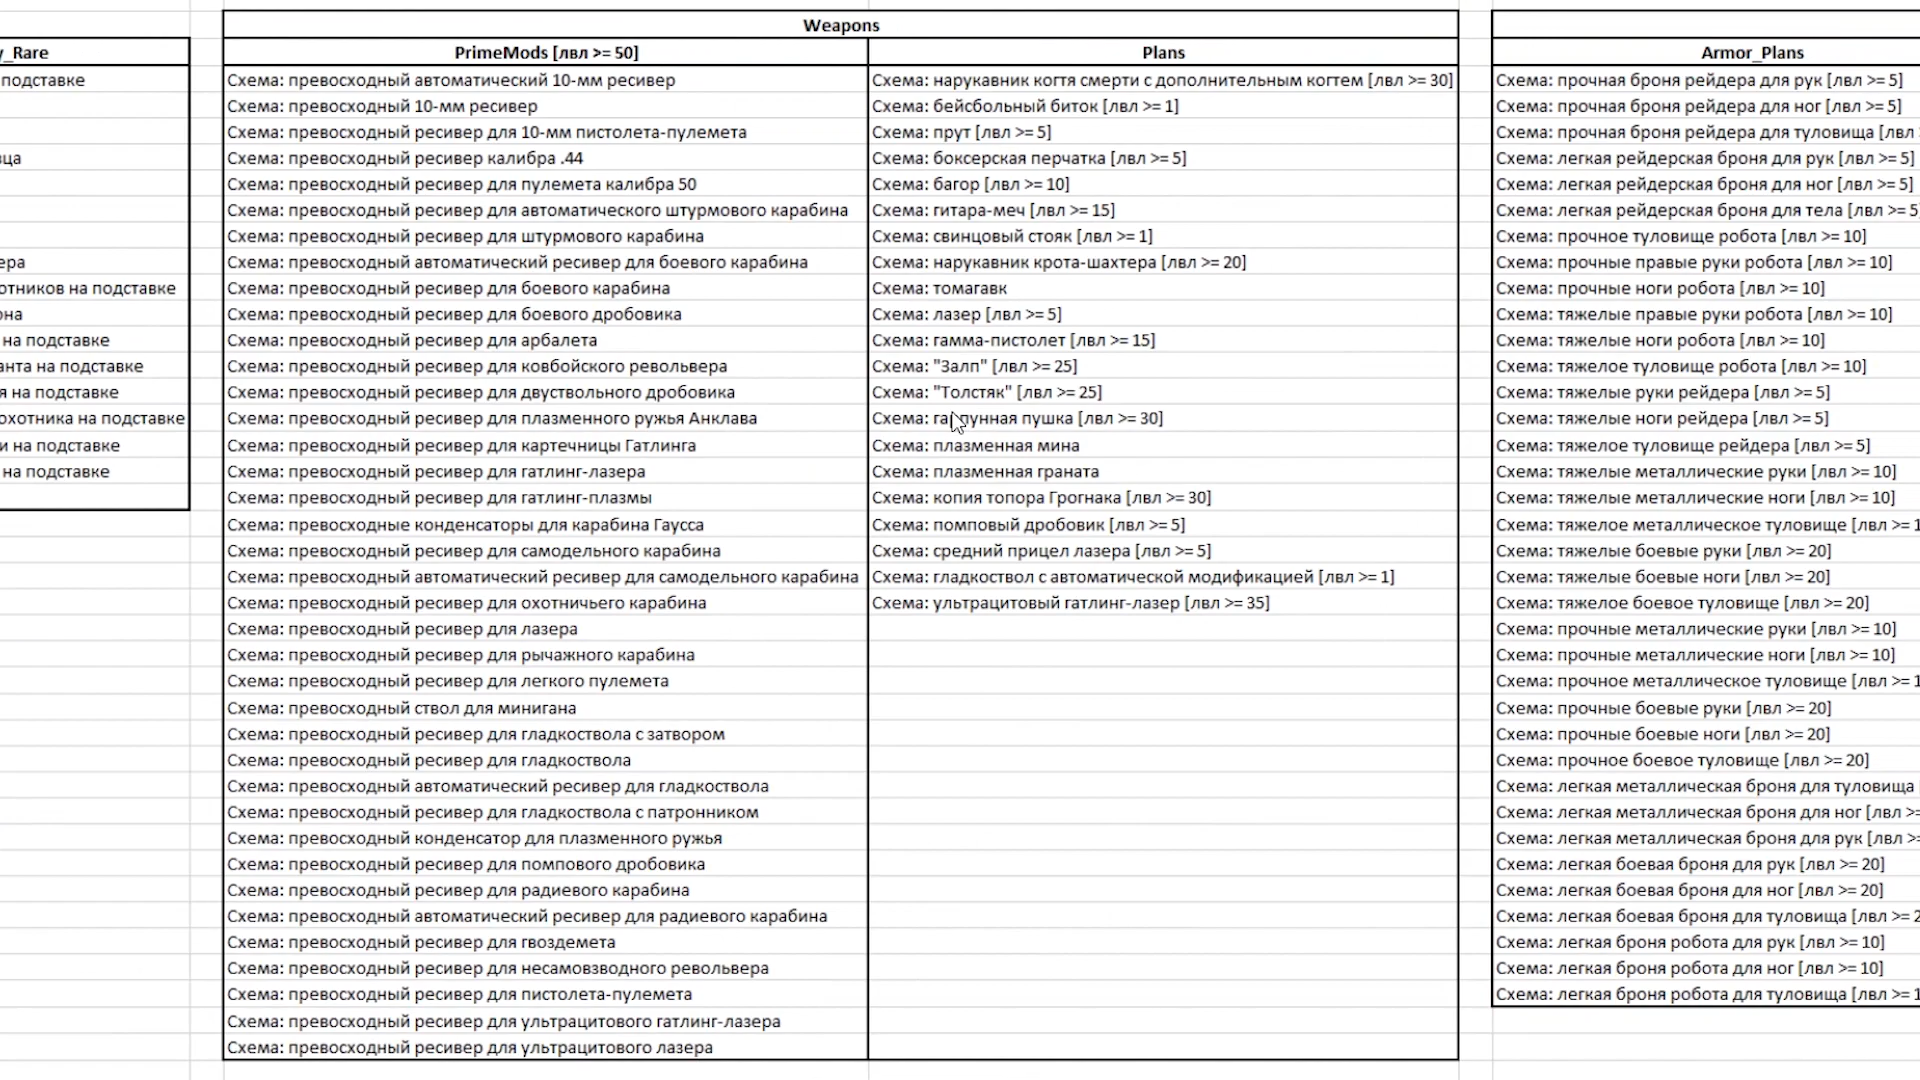 y_Rare
подставке
вца
ера
отников на подставке
она
на подставке
анта на подставке
я на подставке
охотника на подставке
и на подставке
на подставке
Weapons
PrimeMods [лвл >= 50]
Схема: превосходный автоматический 10-мм ресивер
Схема: превосходный 10-мм ресивер
Схема: превосходный ресивер для 10-мм пистолета-пулемета
Схема: превосходный ресивер калибра .44
Схема: превосходный ресивер для пулемета калибра 50
Схема: превосходный ресивер для автоматического штурмового карабина
Схема: превосходный ресивер для штурмового карабина
Схема: превосходный автоматический ресивер для боевого карабина
Схема: превосходный ресивер для боевого карабина
Схема: превосходный ресивер для боевого дробовика
Схема: превосходный ресивер для арбалета
Схема: превосходный ресивер для ковбойского револьвера
Схема: превосходный ресивер для двуствольного дробовика
Схема: превосходный ресивер для плазменного ружья Анклава
Схема: превосходный ресивер для картечницы Гатлинга
Схема: превосходный ресивер для гатлинг-лазера
Схема: превосходный ресивер для гатлинг-плазмы
Схема: превосходные конденсаторы для карабина Гаусса
Схема: превосходный ресивер для самодельного карабина
Схема: превосходный автоматический ресивер для самодельного карабина
Схема: превосходный ресивер для охотничьего карабина
Схема: превосходный ресивер для лазера
Схема: превосходный ресивер для рычажного карабина
Схема: превосходный ресивер для легкого пулемета
Схема: превосходный ствол для минигана
Схема: превосходный ресивер для гладкоствола с затвором
Схема: превосходный ресивер для гладкоствола
Схема: превосходный автоматический ресивер для гладкоствола
Схема: превосходный ресивер для гладкоствола с патронником
Схема: превосходный конденсатор для плазменного ружья
Схема: превосходный ресивер для помпового дробовика
Схема: превосходный ресивер для радиевого карабина
Схема: превосходный автоматический ресивер для радиевого карабина
Схема: превосходный ресивер для гвоздемета
Схема: превосходный ресивер для несамовзводного револьвера
Схема: превосходный ресивер для пистолета-пулемета
Схема: превосходный ресивер для ультрацитового гатлинг-лазера
Схема: превосходный ресивер для ультрацитового лазера
Plans
Схема: нарукавник когтя смерти с дополнительным когтем [лвл >= 30]
Схема: бейсбольный биток [лвл >= 1]
Схема: прут [лвл >= 5]
Схема: боксерская перчатка [лвл >= 5]
Схема: багор [лвл >= 10]
Схема: гитара-меч [лвл >= 15]
Схема: свинцовый стояк [лвл >= 1]
Схема: нарукавник крота-шахтера [лвл >= 20]
Схема: томагавк
Схема: лазер [лвл >= 5]
Схема: гамма-пистолет [лвл >= 15]
Схема: "Залп" [лвл >= 25]
Схема: "Толстяк" [лвл >= 25]
Схема: гарпунная пушка [лвл >= 30]
Схема: плазменная мина
Схема: плазменная граната
Схема: копия топора Грогнака [лвл >= 30]
Схема: помповый дробовик [лвл >= 5]
Схема: средний прицел лазера [лвл >= 5]
Схема: гладкоствол с автоматической модификацией [лвл >= 1]
Схема: ультрацитовый гатлинг-лазер [лвл >= 35]
Armor_Plans
Схема: прочная броня рейдера для рук [лвл >= 5]
Схема: прочная броня рейдера для ног [лвл >= 5]
Схема: прочная броня рейдера для туловища [лвл >
Схема: легкая рейдерская броня для рук [лвл >= 5]
Схема: легкая рейдерская броня для ног [лвл >= 5]
Схема: легкая рейдерская броня для тела [лвл >= 5]
Схема: прочное туловище робота [лвл >= 10]
Схема: прочные правые руки робота [лвл >= 10]
Схема: прочные ноги робота [лвл >= 10]
Схема: тяжелые правые руки робота [лвл >= 10]
Схема: тяжелые ноги робота [лвл >= 10]
Схема: тяжелое туловище робота [лвл >= 10]
Схема: тяжелые руки рейдера [лвл >= 5]
Схема: тяжелые ноги рейдера [лвл >= 5]
Схема: тяжелое туловище рейдера [лвл >= 5]
Схема: тяжелые металлические руки [лвл >= 10]
Схема: тяжелые металлические ноги [лвл >= 10]
Схема: тяжелое металлическое туловище [лвл >= 1
Схема: тяжелые боевые руки [лвл >= 20]
Схема: тяжелые боевые ноги [лвл >= 20]
Схема: тяжелое боевое туловище [лвл >= 20]
Схема: прочные металлические руки [лвл >= 10]
Схема: прочные металлические ноги [лвл >= 10]
Схема: прочное металлическое туловище [лвл >= 1
Схема: прочные боевые руки [лвл >= 20]
Схема: прочные боевые ноги [лвл >= 20]
Схема: прочное боевое туловище [лвл >= 20]
Схема: легкая металлическая броня для туловища
Схема: легкая металлическая броня для ног [лвл >=
Схема: легкая металлическая броня для рук [лвл >=
Схема: легкая боевая броня для рук [лвл >= 20]
Схема: легкая боевая броня для ног [лвл >= 20]
Схема: легкая боевая броня для туловища [лвл >= 2
Схема: легкая броня робота для рук [лвл >= 10]
Схема: легкая броня робота для ног [лвл >= 10]
Схема: легкая броня робота для туловища [лвл >= 1